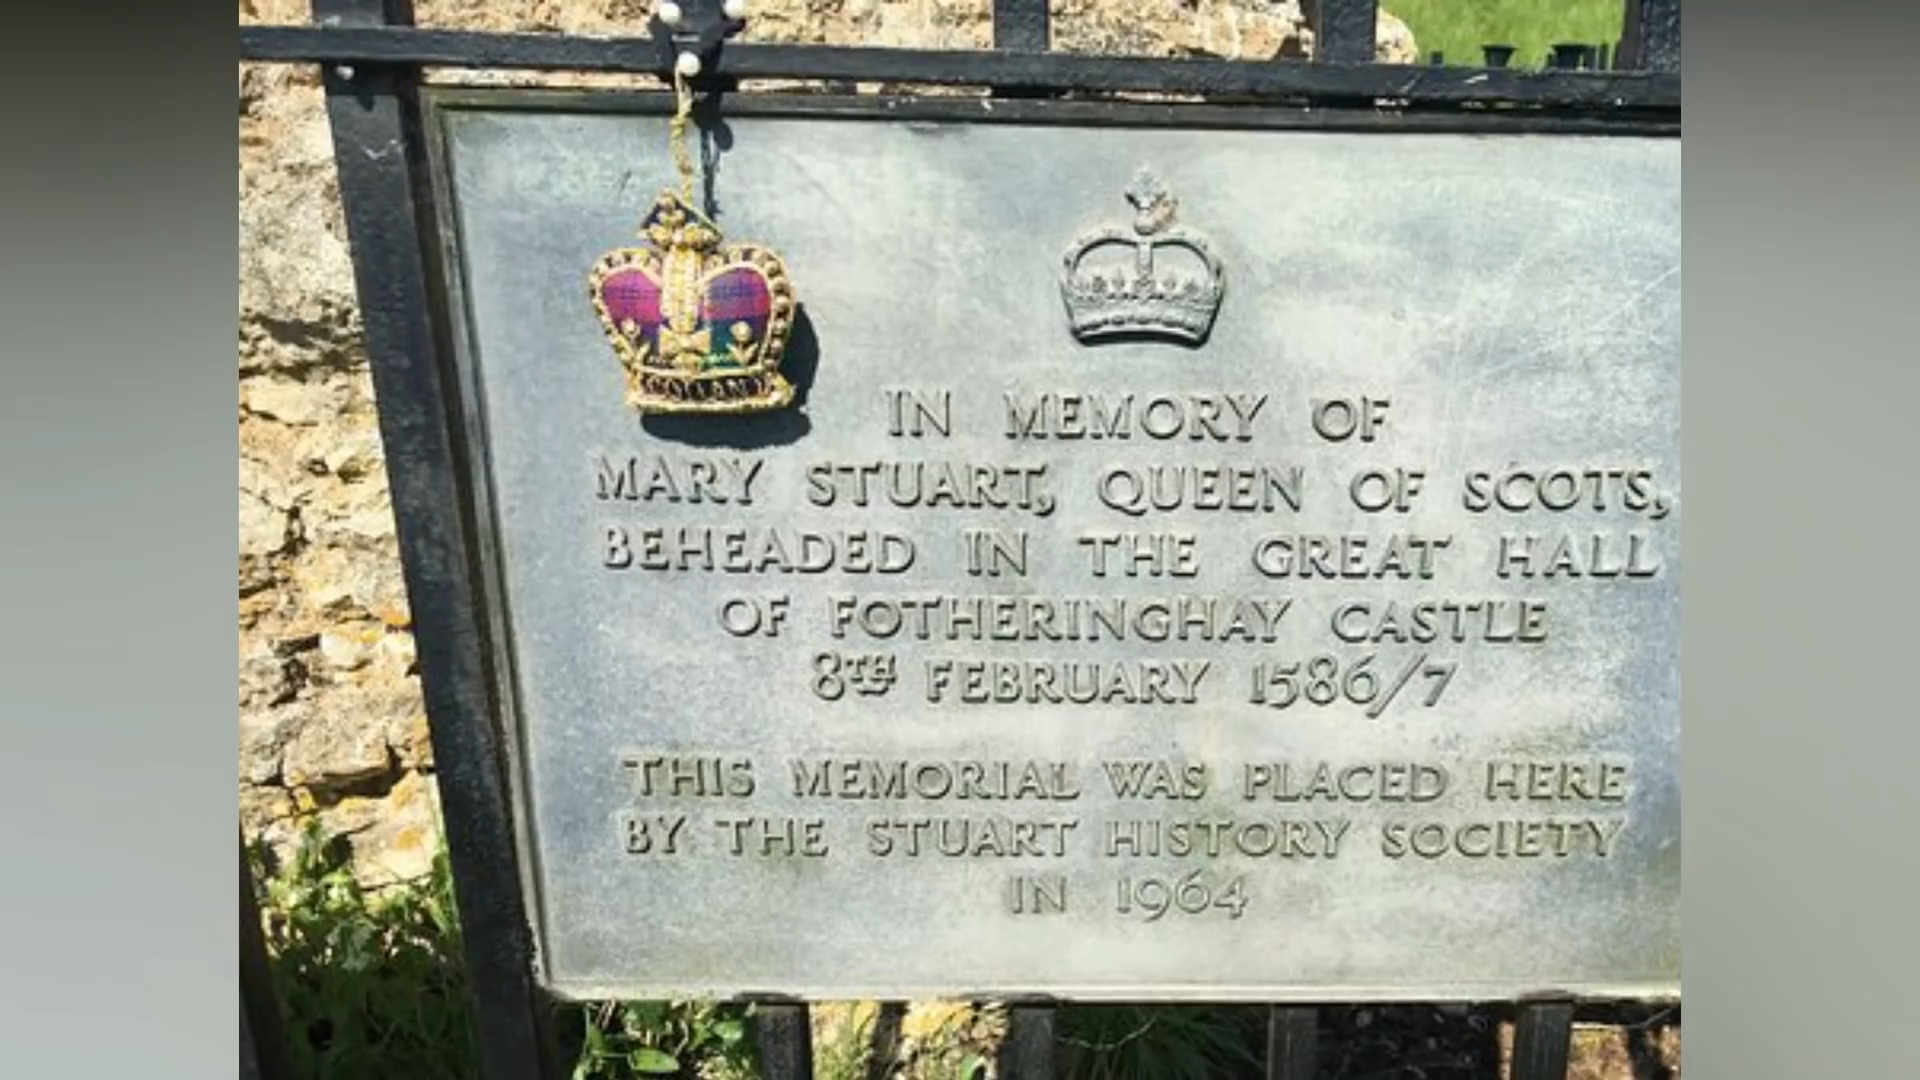 IN MEMORY OF
MARY STUART, QUEEN OF SCOTS,
BEHEADED IN THE GREAT HALL
OF FOTHERINGHAY CASTLE
8TH FEBRUARY 1586/7
THIS MEMORIAL WAS PLACED HERE
BY THE STUART HISTORY SOCIETY
IN 1964